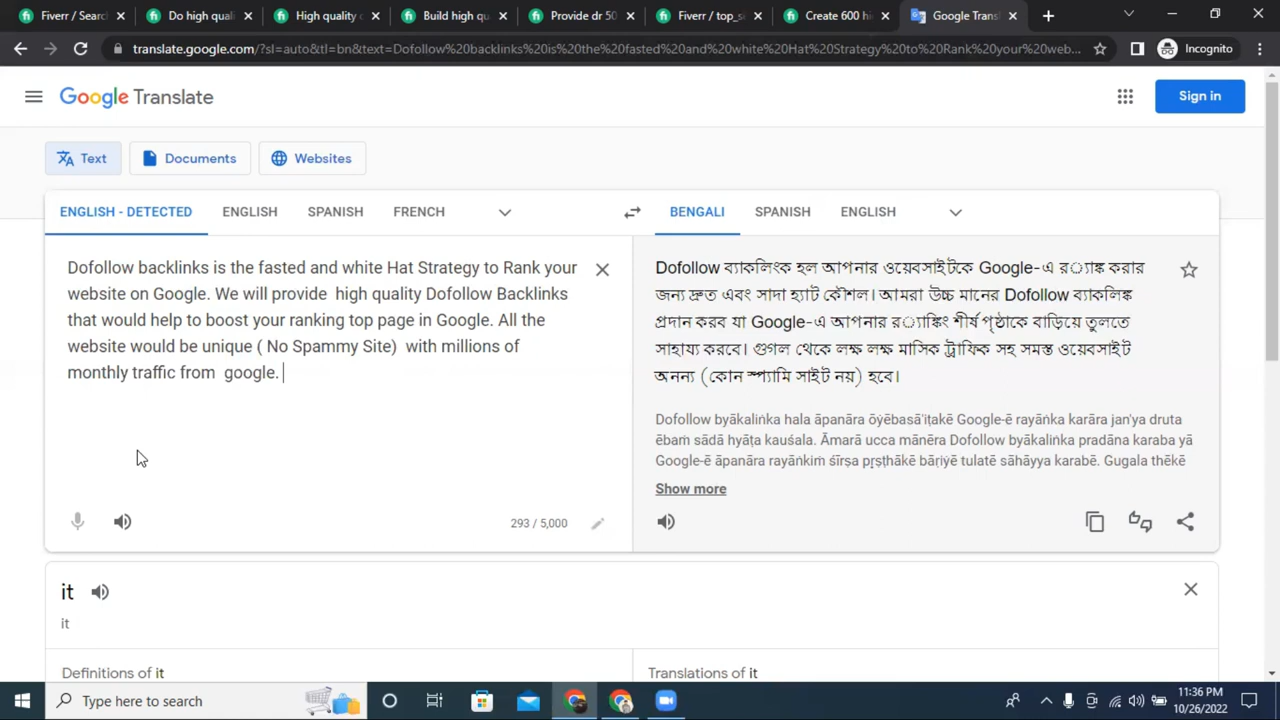 Fiverr / Sear
Do high quali
High quality
Build high qu
Provide dr 50
Fiverr / top_s
Create 600 hi
Google Trans
translate.google.com/?sl=auto&tl=bn&text=Dofollow%20backlinks%20is%20the%20fasted%20and%20white%20Hat%20Strategy%20to%20Rank%20your%20web...
Incognito
Google Translate
Sign in
Text
Documents
Websites
ENGLISH - DETECTED
ENGLISH
SPANISH
FRENCH
BENGALI
SPANISH
ENGLISH
Dofollow backlinks is the fasted and white Hat Strategy to Rank your
website on Google. We will provide  high quality Dofollow Backlinks
that would help to boost your ranking top page in Google. All the
website would be unique ( No Spammy Site)  with millions of
monthly traffic from  google.
293 / 5,000
Dofollow ব্যাকলিংক হল আপনার ওয়েবসাইটকে Google-এ র‌্যাঙ্ক করার
জন্য দ্রুত এবং সাদা হ্যাট কৌশল। আমরা উচ্চ মানের Dofollow ব্যাকলিঙ্ক
প্রদান করব যা Google-এ আপনার র‌্যাঙ্কিং শীর্ষ পৃষ্ঠাকে বাড়িয়ে তুলতে
সাহায্য করবে। গুগল থেকে লক্ষ লক্ষ মাসিক ট্রাফিক সহ সমস্ত ওয়েবসাইট
অনন্য (কোন স্প্যামি সাইট নয়) হবে।
Dofollow byākaliṅka hala āpanāra ōẏēbasā'iṭakē Google-ē rayāṅka karāra jan'ya druta
ēbaṁ sādā hyāṭa kauśala. Āmarā ucca mānēra Dofollow byākaliṅka pradāna karaba yā
Google-ē āpanāra rayāṅkiṁ śīrṣa pr̥ṣṭhākē bāṛiẏē tulatē sāhāyya karabē. Gugala thēkē
Show more
it
it
Definitions of it
Translations of it
Type here to search
11:36 PM
10/26/2022